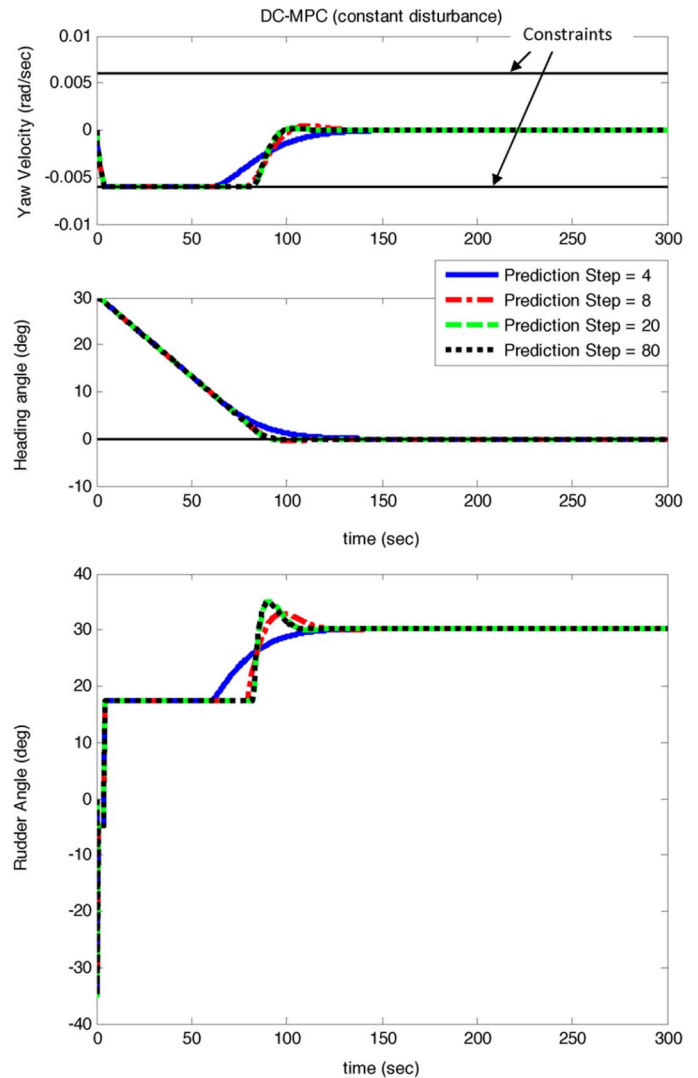 DC-MPC (constant disturbance)
Constraints
Yaw Velocity (rad/sec)
0.01
0.005
0
-0.005
-0.01
0 50 100 150 200 250 300
Prediction Step = 4
Prediction Step = 8
Prediction Step = 20
Prediction Step = 80
Heading angle (deg)
30
20
10
0
-10
0 50 100 150 200 250 300
time (sec)
Rudder Angle (deg)
40
30
20
10
0
-10
-20
-30
-40
0 50 100 150 200 250 300
time (sec)